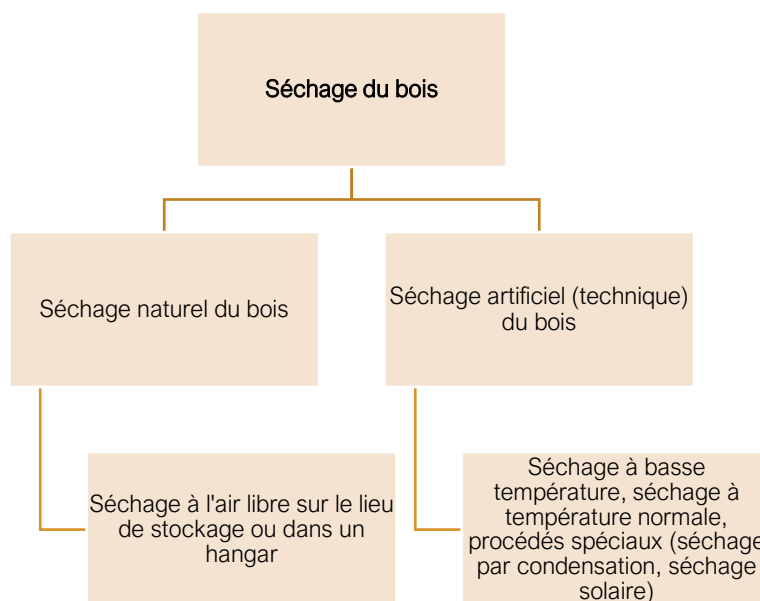 Séchage du bois
Séchage naturel du bois
Séchage artificiel (technique)
du bois
Séchage à l'air libre sur le lieu
de stockage ou dans un
hangar
Séchage à basse
température, séchage à
température normale,
procédés spéciaux (séchage
par condensation, séchage
solaire)